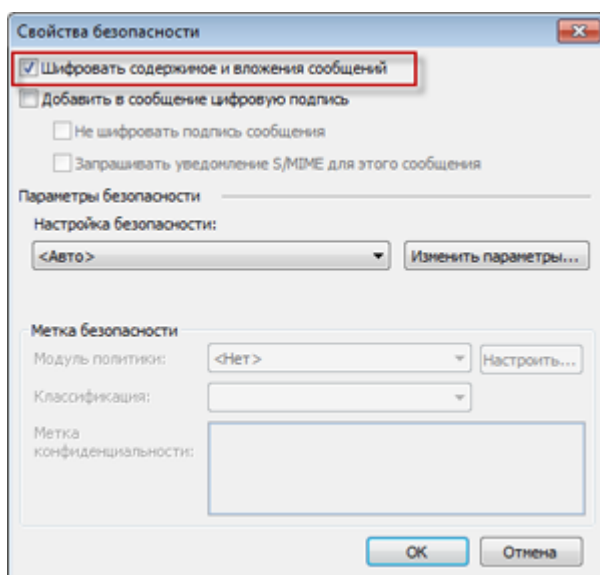 Свойства безопасности
Шифровать содержимое и вложения сообщений
Добавить в сообщение цифровую подпись
Не шифровать подпись сообщения
Запрашивать уведомление S/MIME для этого сообщения
Параметры безопасности
Настройка безопасности:
<Авто> Изменить параметры...
Метка безопасности
Модуль политики: <Нет> Настроить...
Классификация:
Метка
конфиденциальности:
ОК Отмена